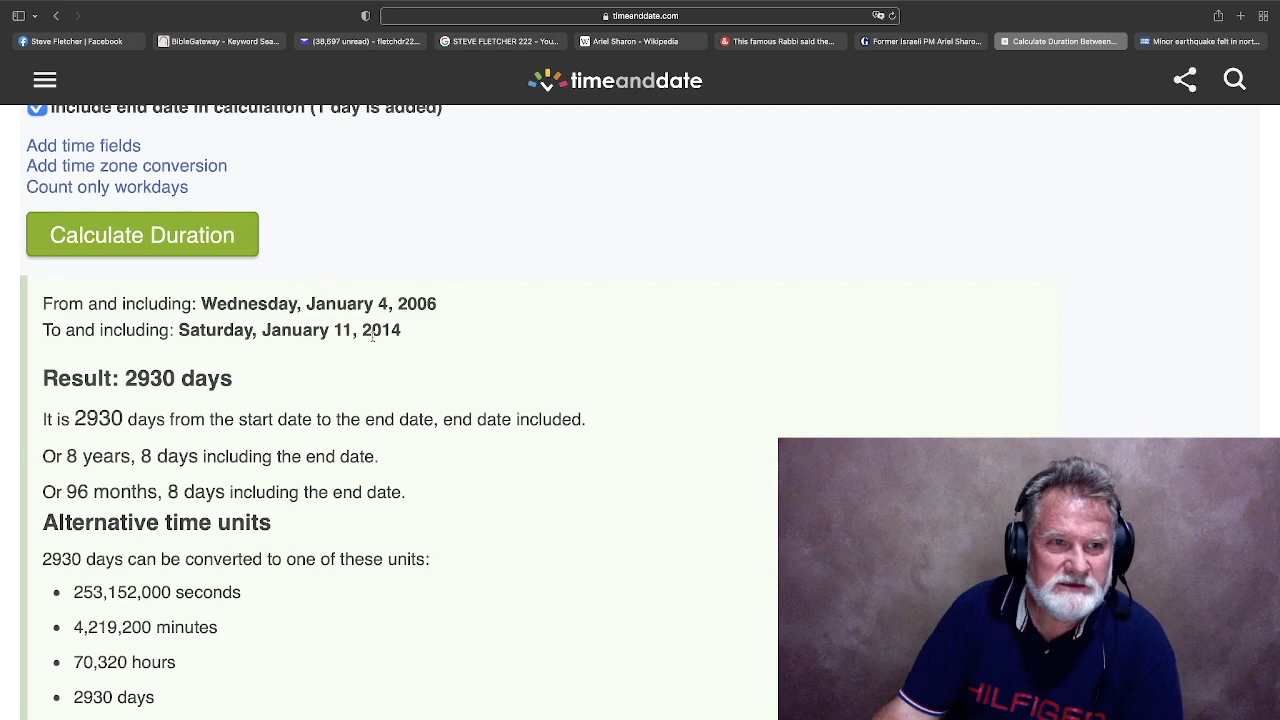 timeanddate.com
Steve Fletcher | Facebook
BibleGateway - Keyword Sea...
(38,697 unread) - fletchdr22...
STEVE FLETCHER 222 - You...
Ariel Sharon - Wikipedia
This famous Rabbi said the...
Former Israeli PM Ariel Sharo...
Calculate Duration Between...
Minor earthquake felt in nort...
timeanddate
Include end date in calculation (1 day is added)
Add time fields
Add time zone conversion
Count only workdays
Calculate Duration
From and including: Wednesday, January 4, 2006
To and including: Saturday, January 11, 2014
Result: 2930 days
It is 2930 days from the start date to the end date, end date included.
Or 8 years, 8 days including the end date.
Or 96 months, 8 days including the end date.
Alternative time units
2930 days can be converted to one of these units:
• 253,152,000 seconds
• 4,219,200 minutes
• 70,320 hours
• 2930 days
HILFIGER